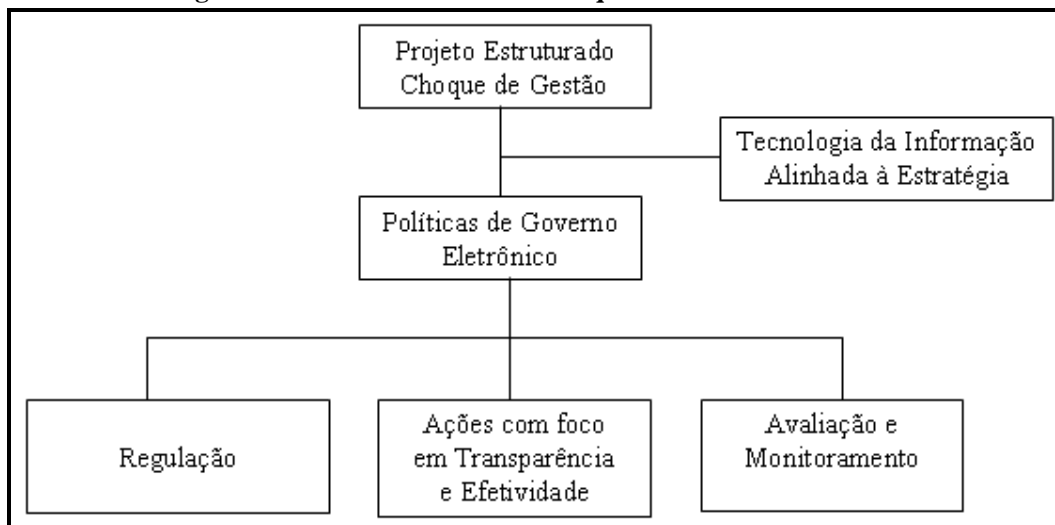 Projeto Estruturado
Choque de Gestão
Tecnologia da Informação
Alinhada à Estratégia
Políticas de Governo
Eletrônico
Regulação
Ações com foco
em Transparência
e Efetividade
Avaliação e
Monitoramento